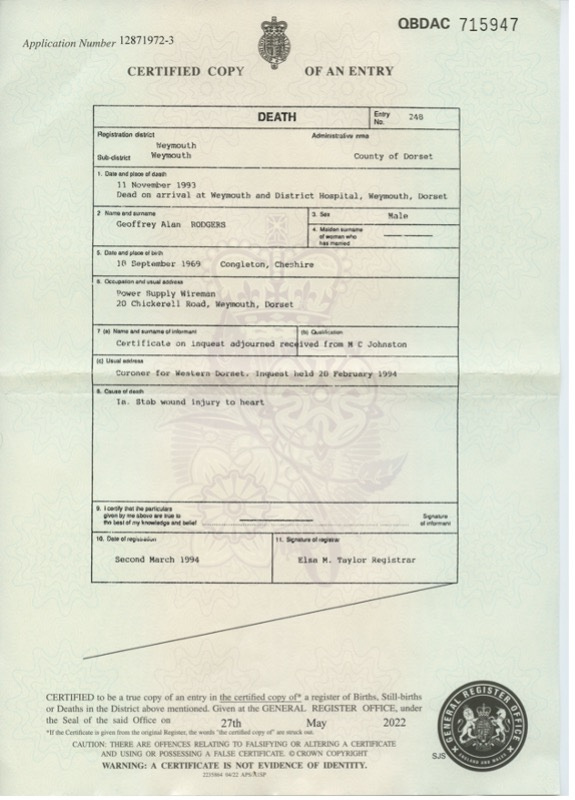 QBDAC 715947
Application Number 12871972-3
CERTIFIED COPY OF AN ENTRY
DEATH
Entry No. 248
Registration district Weymouth
Administrative area
Sub-district Weymouth
County of Dorset
1. Date and place of death
11 November 1993
Dead on arrival at Weymouth and District Hospital, Weymouth, Dorset
2 Name and surname
Geoffrey Alan RODGERS
3. Sex Male
4. Maiden surname
of woman who
has married
5. Date and place of birth
10 September 1969 Congleton, Cheshire
6. Occupation and usual address
Power Supply Wireman
20 Chickerell Road, Weymouth, Dorset
7 (a) Name and surname of informant
(b) Qualification
Certificate on inquest adjourned received from M C Johnston
(c) Usual address
Coroner for Western Dorset. Inquest held 20 February 1994
8. Cause of death
Ia. Stab wound injury to heart
9. I certify that the particulars
given by me above are true to
the best of my knowledge and belief
Signature
of informant
10. Date of registration
Second March 1994
11. Signature of registrar
Elsa M. Taylor Registrar
CERTIFIED to be a true copy of an entry in the certified copy of* a register of Births, Still-births
or Deaths in the District above mentioned. Given at the GENERAL REGISTER OFFICE, under
the Seal of the said Office on 27th May 2022
*If the Certificate is given from the original Register, the words "the certified copy of" are struck out.
CAUTION: THERE ARE OFFENCES RELATING TO FALSIFYING OR ALTERING A CERTIFICATE
AND USING OR POSSESSING A FALSE CERTIFICATE. © CROWN COPYRIGHT
WARNING: A CERTIFICATE IS NOT EVIDENCE OF IDENTITY.
GENERAL REGISTER OFFICE
ENGLAND AND WALES
SJS